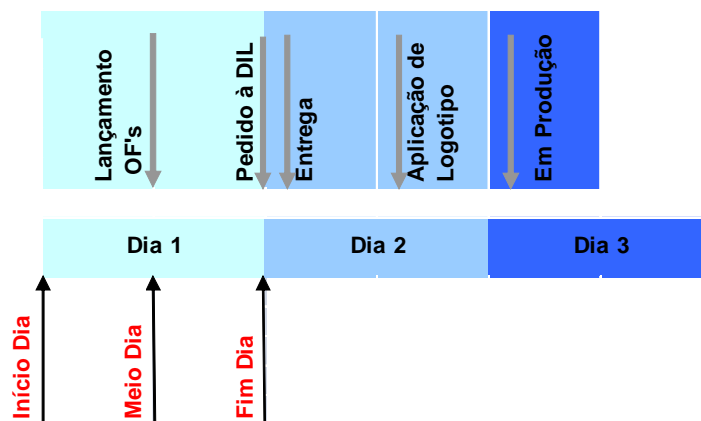 Lançamento
OF's
Pedido à DIL
Entrega
Aplicação de
Logotipo
Em Produção
Dia 1
Dia 2
Dia 3
Início Dia
Meio Dia
Fim Dia